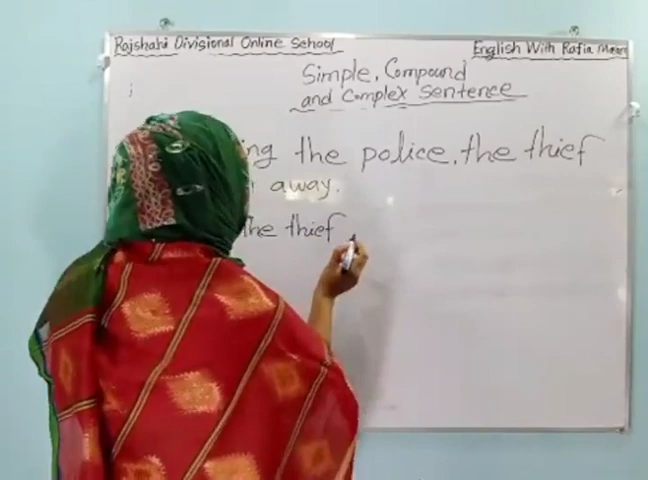 Rajshahi Divisional Online School
English With Rafia Meem
Simple, Compound
and Complex Sentence
ing the police, the thief
away.
The thief